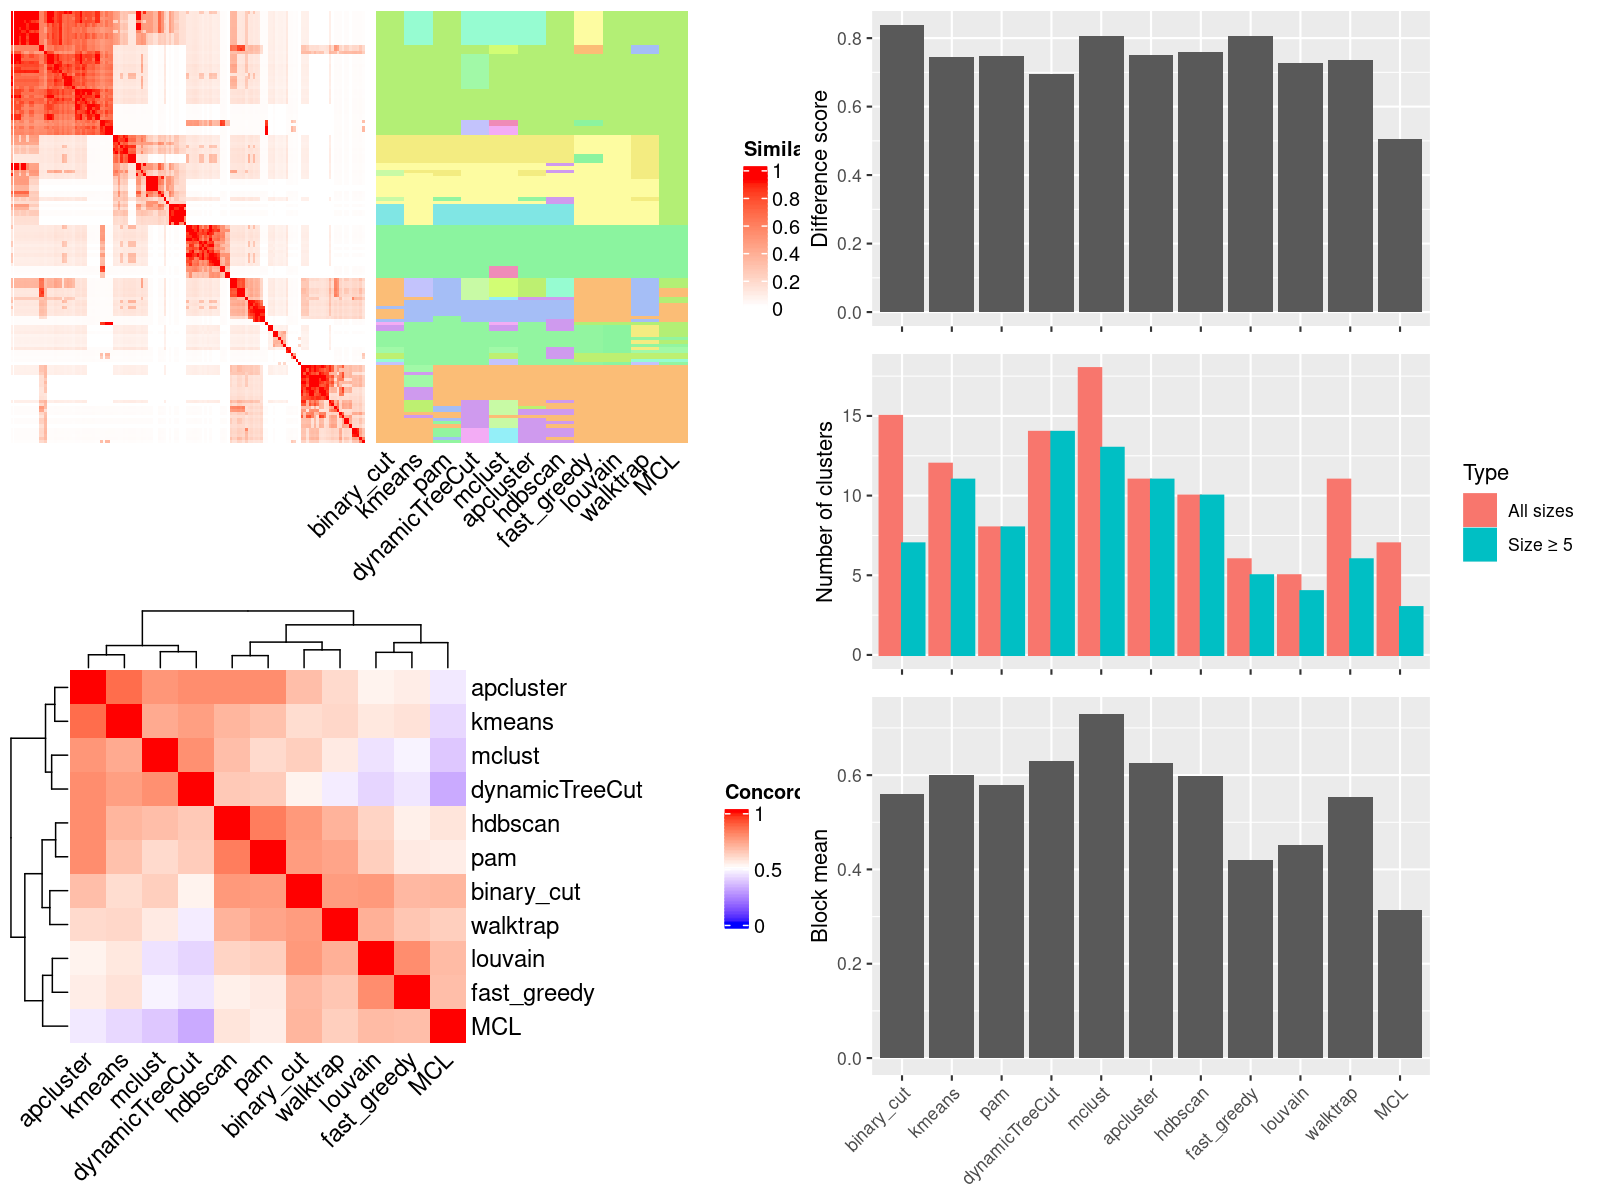 Simila
1
0.8
0.6
0.4
0.2
0
binary_cut
kmeans
pam
dynamicTreeCut
mclust
apcluster
hdbscan
fast_greedy
louvain
walktrap
MCL
Difference score
0.8
0.6
0.4
0.2
0.0
Number of clusters
15
10
5
0
Type
All sizes
Size ≥ 5
apcluster
kmeans
mclust
dynamicTreeCut
hdbscan
pam
binary_cut
walktrap
louvain
fast_greedy
MCL
apcluster
kmeans
mclust
dynamicTreeCut
hdbscan
pam
binary_cut
walktrap
louvain
fast_greedy
MCL
Concord
1
0.5
0
Block mean
0.6
0.4
0.2
0.0
binary_cut
kmeans
pam
dynamicTreeCut
mclust
apcluster
hdbscan
fast_greedy
louvain
walktrap
MCL